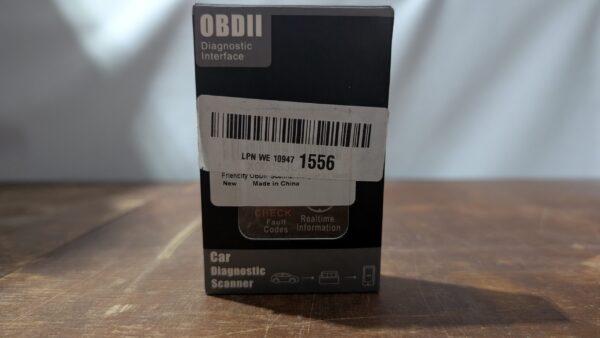 OBDII
Diagnostic
Interface
LPN WE 10947 1556
New Made in China
CHECK
Fault
Codes
Realtime
Information
Car
Diagnostic
Scanner